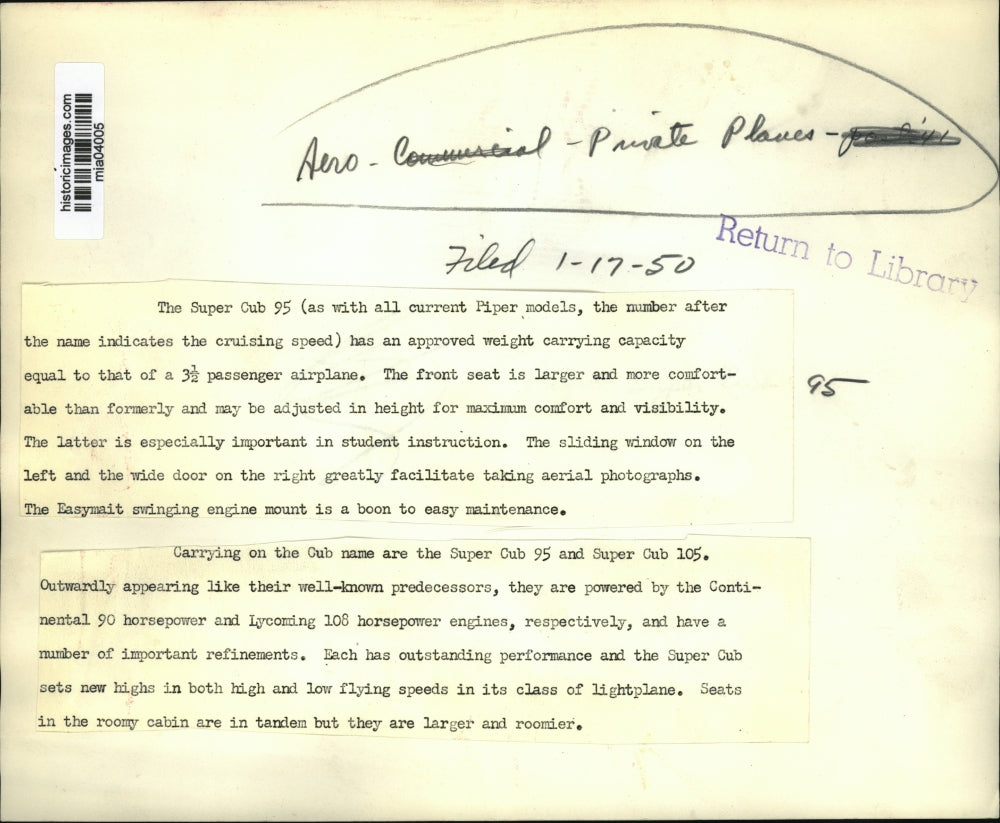 historicimages.com
mia04005
Aero - Commercial - Private Planes -
Filed 1-17-50
Return to Library
The Super Cub 95 (as with all current Piper models, the number after
the name indicates the cruising speed) has an approved weight carrying capacity
equal to that of a 3½ passenger airplane. The front seat is larger and more comfort-
able than formerly and may be adjusted in height for maximum comfort and visibility.
The latter is especially important in student instruction. The sliding window on the
left and the wide door on the right greatly facilitate taking aerial photographs.
The Easymait swinging engine mount is a boon to easy maintenance.
95
Carrying on the Cub name are the Super Cub 95 and Super Cub 105.
Outwardly appearing like their well-known predecessors, they are powered by the Conti-
nental 90 horsepower and Lycoming 108 horsepower engines, respectively, and have a
number of important refinements. Each has outstanding performance and the Super Cub
sets new highs in both high and low flying speeds in its class of lightplane. Seats
in the roomy cabin are in tandem but they are larger and roomier.